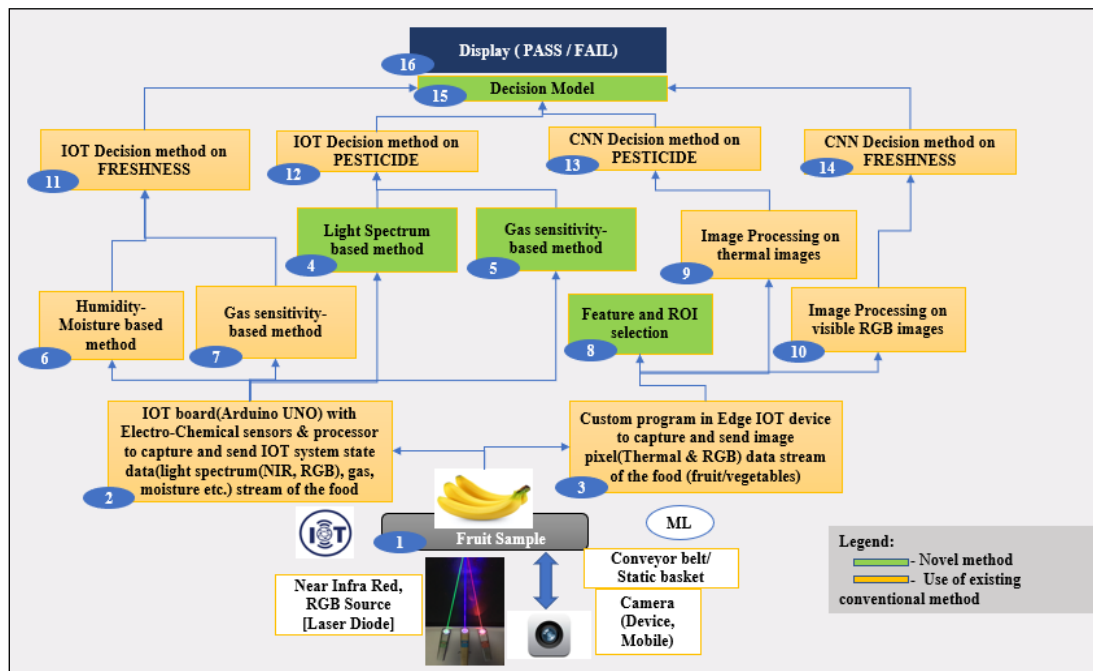 Display ( PASS / FAIL)
16
Decision Model
15
IOT Decision method on
FRESHNESS
11
IOT Decision method on
PESTICIDE
12
CNN Decision method on
PESTICIDE
13
CNN Decision method on
FRESHNESS
14
Light Spectrum
based method
4
Gas sensitivity-
based method
5
Image Processing on
thermal images
9
Humidity-
Moisture based
method
6
Gas sensitivity-
based method
7
Feature and ROI
selection
8
Image Processing on
visible RGB images
10
IOT board(Arduino UNO) with
Electro-Chemical sensors & processor
to capture and send IOT system state
data(light spectrum(NIR, RGB), gas,
moisture etc.) stream of the food
2
Custom program in Edge IOT device
to capture and send image
pixel(Thermal & RGB) data stream
of the food (fruit/vegetables)
3
IOT
ML
Fruit Sample
1
Conveyor belt/
Static basket
Near Infra Red,
RGB Source
[Laser Diode]
Camera
(Device,
Mobile)
Legend:
- Novel method
- Use of existing
conventional method